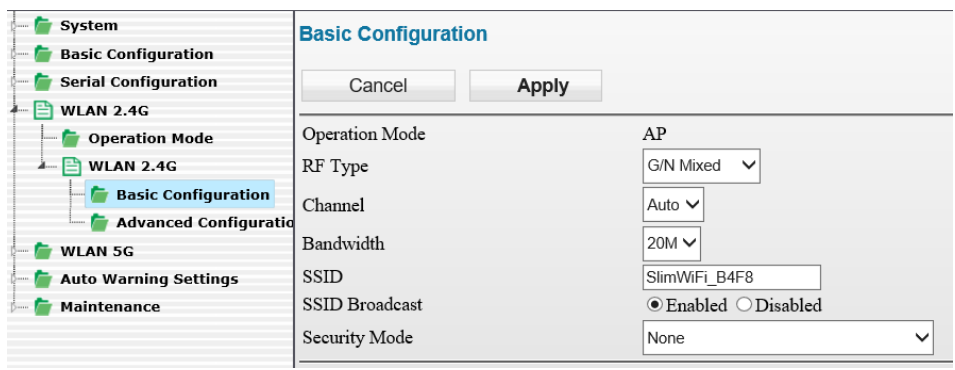 System
Basic Configuration
Serial Configuration
WLAN 2.4G
Operation Mode
WLAN 2.4G
Basic Configuration
Advanced Configuratio
WLAN 5G
Auto Warning Settings
Maintenance
Basic Configuration
Cancel Apply
Operation Mode AP
RF Type G/N Mixed
Channel Auto
Bandwidth 20M
SSID SlimWiFi_B4F8
SSID Broadcast Enabled Disabled
Security Mode None